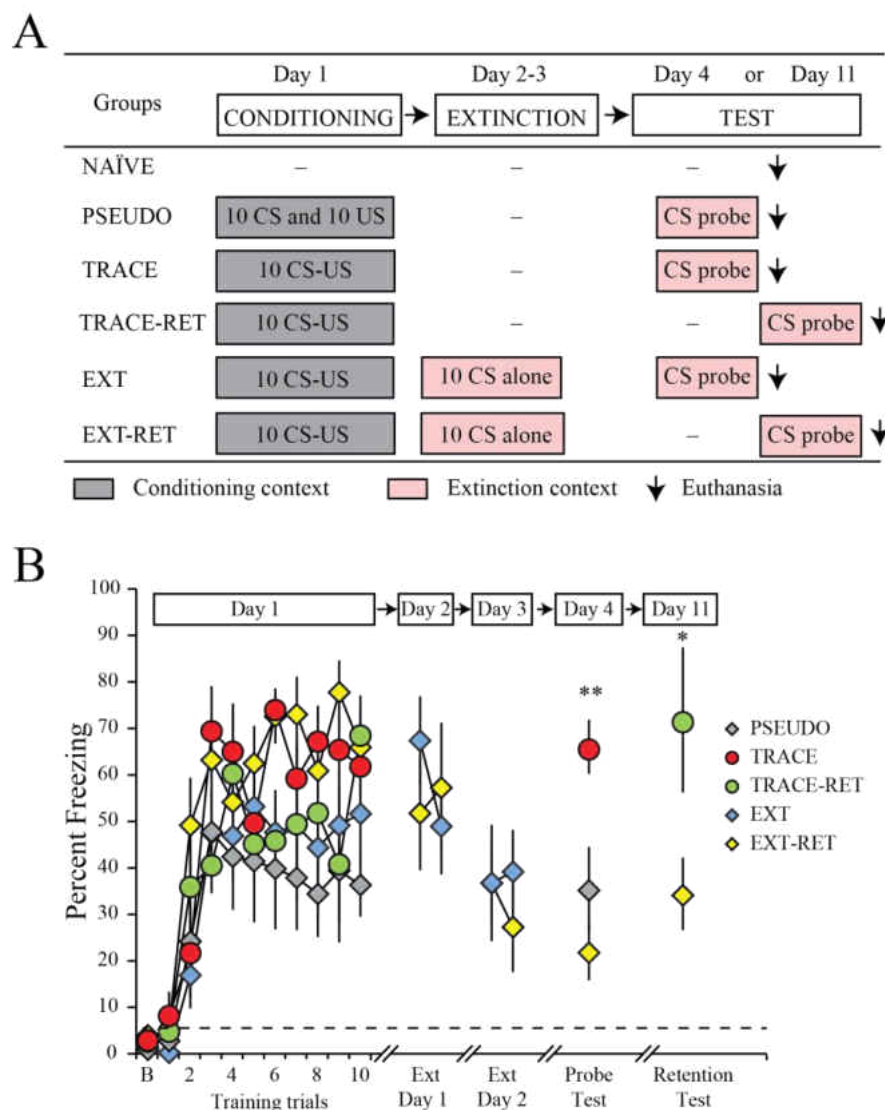 A
Day 1 Day 2-3 Day 4 or Day 11
Groups CONDITIONING EXTINCTION TEST
NAÏVE – – –
PSEUDO 10 CS and 10 US – CS probe
TRACE 10 CS-US – CS probe
TRACE-RET 10 CS-US – – CS probe
EXT 10 CS-US 10 CS alone CS probe
EXT-RET 10 CS-US 10 CS alone – CS probe
Conditioning context Extinction context Euthanasia
B
Percent Freezing
100
90
80
70
60
50
40
30
20
10
0
Day 1 Day 2 Day 3 Day 4 Day 11
** *
PSEUDO
TRACE
TRACE-RET
EXT
EXT-RET
B 2 4 6 8 10
Training trials
Ext
Day 1
Ext
Day 2
Probe
Test
Retention
Test